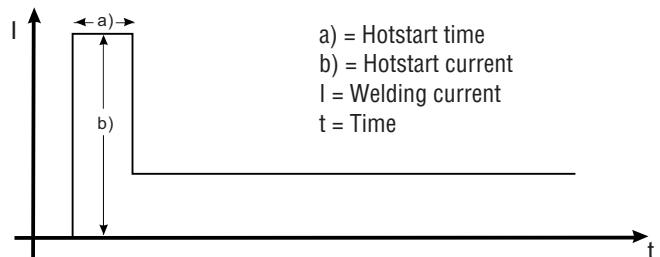 I
a)
b)
t
a) = Hotstart time
b) = Hotstart current
I = Welding current
t = Time